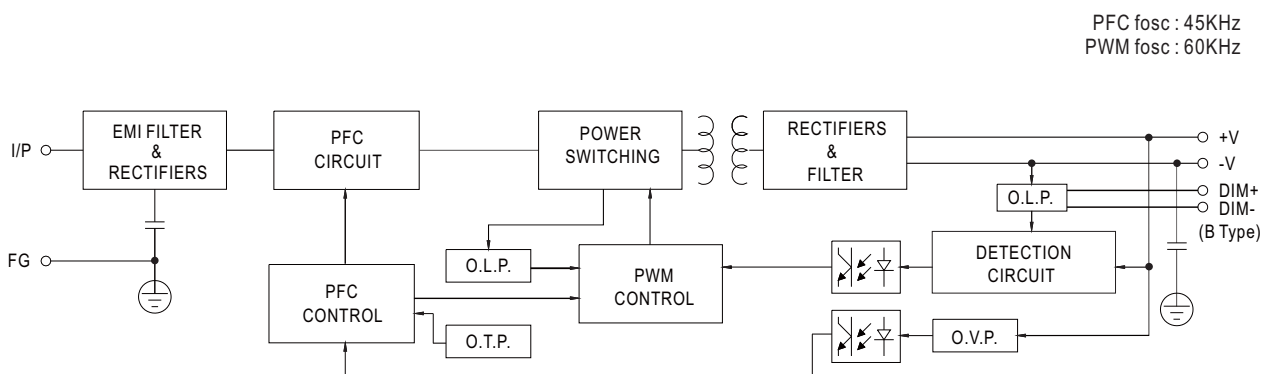 PFC fosc : 45KHz
PWM fosc : 60KHz
I/P
EMI FILTER
&
RECTIFIERS
PFC
CIRCUIT
POWER
SWITCHING
RECTIFIERS
&
FILTER
+V
-V
DIM+
DIM-
(B Type)
O.L.P.
FG
O.L.P.
PFC
CONTROL
PWM
CONTROL
DETECTION
CIRCUIT
O.T.P.
O.V.P.